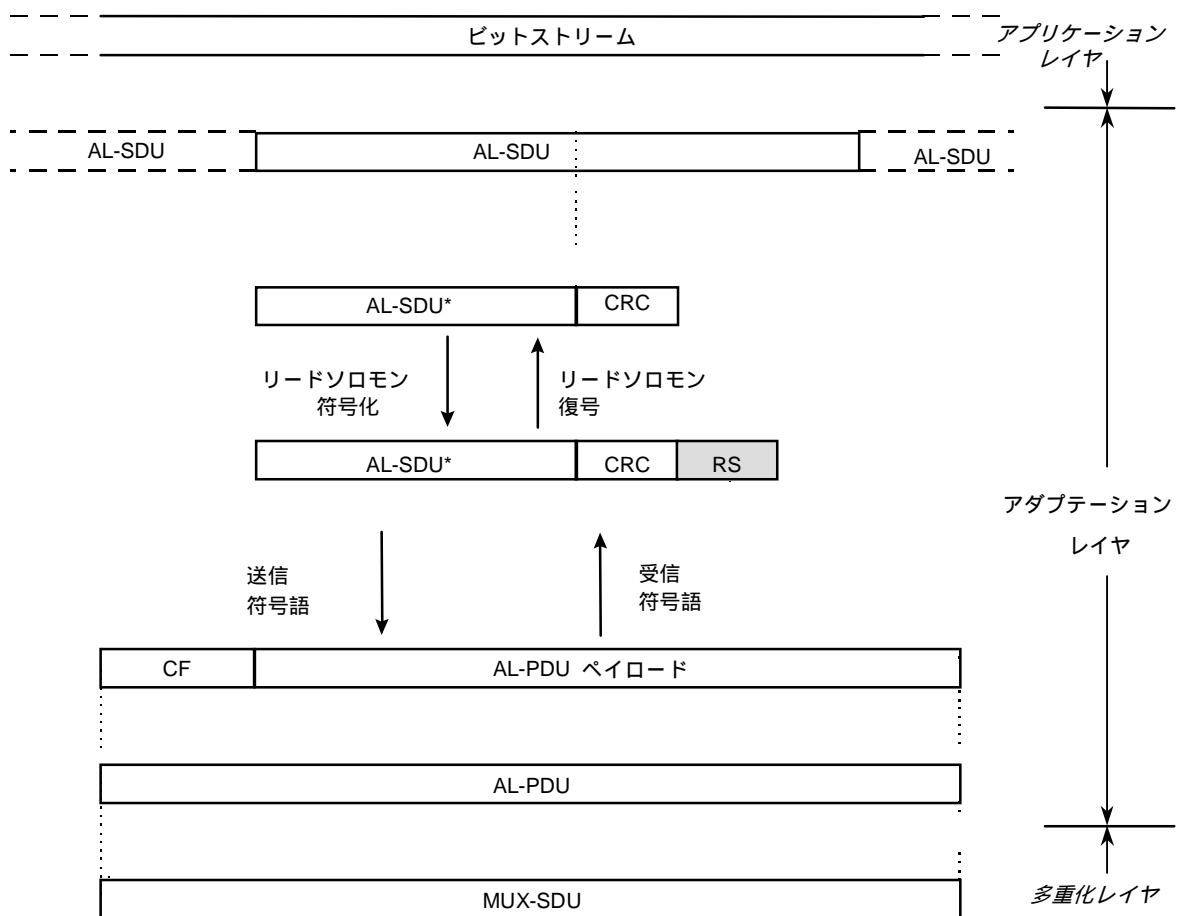 ビットストリーム
アプリケーション
レイヤ
AL-SDU
AL-SDU
AL-SDU
AL-SDU*
CRC
リードソロモン
符号化
リードソロモン
復号
AL-SDU*
CRC
RS
アダプテーション
レイヤ
送信
符号語
受信
符号語
CF
AL-PDU ペイロード
AL-PDU
MUX-SDU
多重化レイヤ